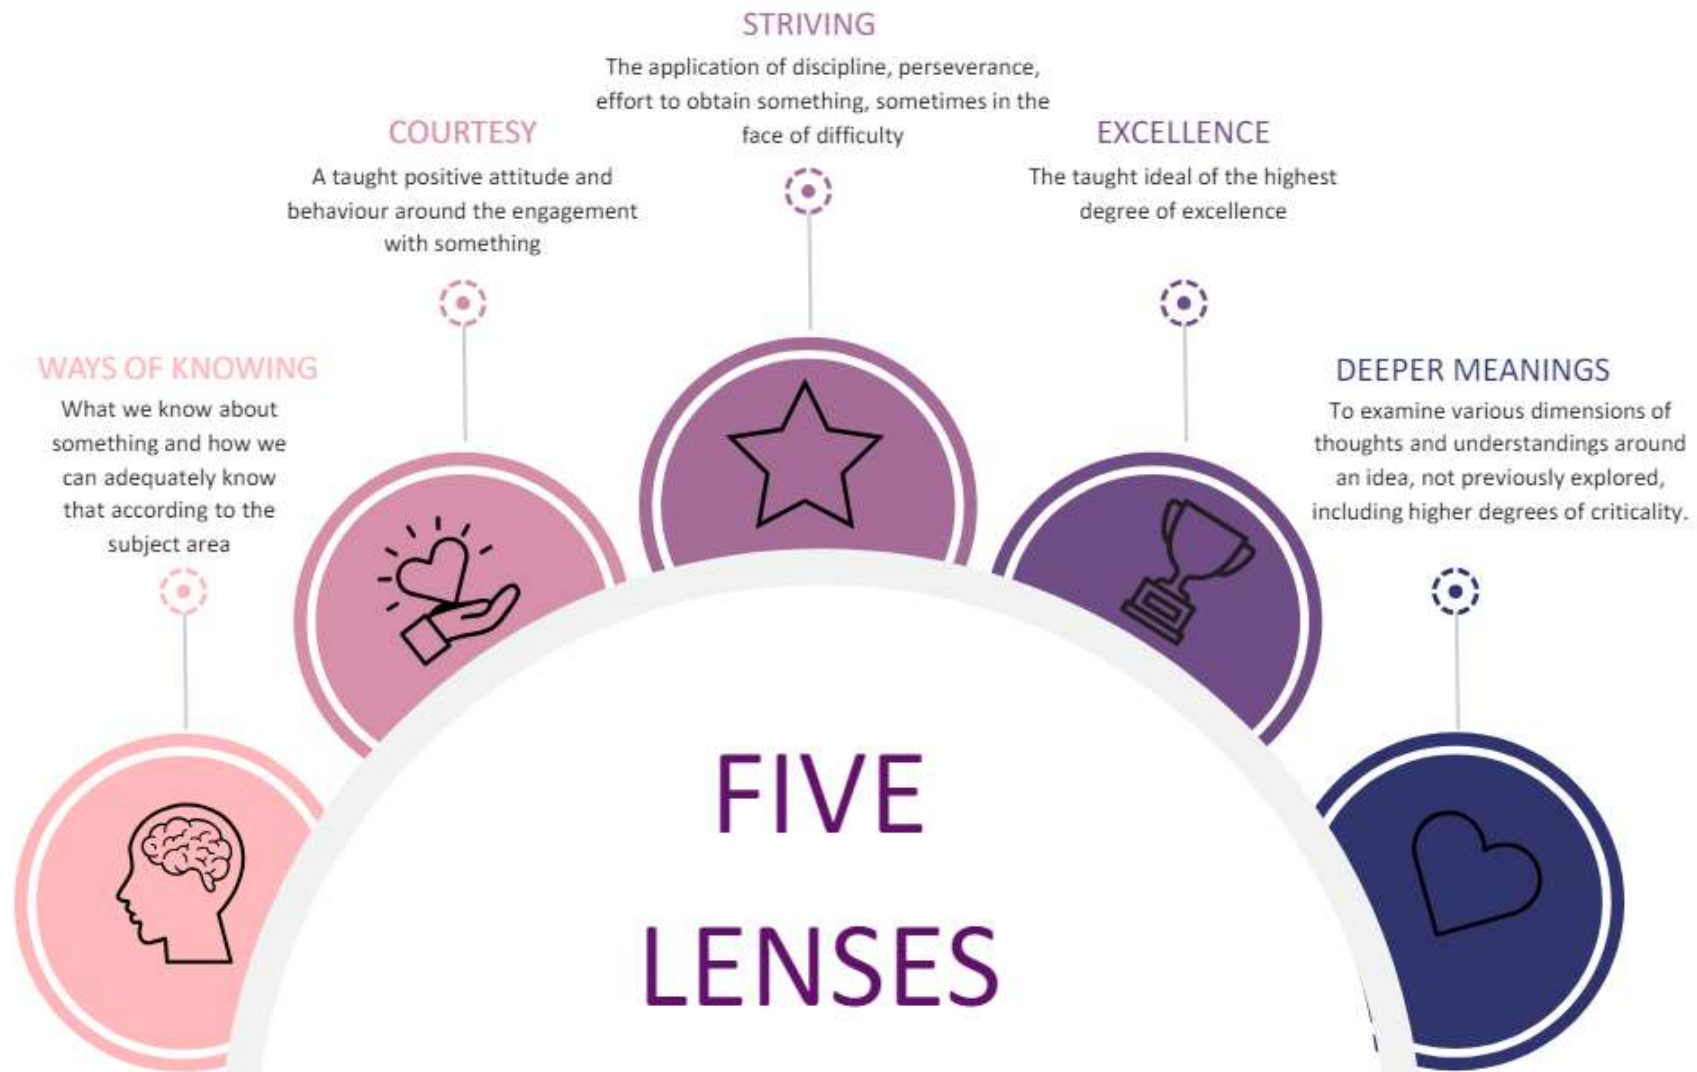 STRIVING
The application of discipline, perseverance,
effort to obtain something, sometimes in the
face of difficulty
COURTESY
A taught positive attitude and
behaviour around the engagement
with something
EXCELLENCE
The taught ideal of the highest
degree of excellence
WAYS OF KNOWING
What we know about
something and how we
can adequately know
that according to the
subject area
DEEPER MEANINGS
To examine various dimensions of
thoughts and understandings around
an idea, not previously explored,
including higher degrees of criticality.
FIVE
LENSES